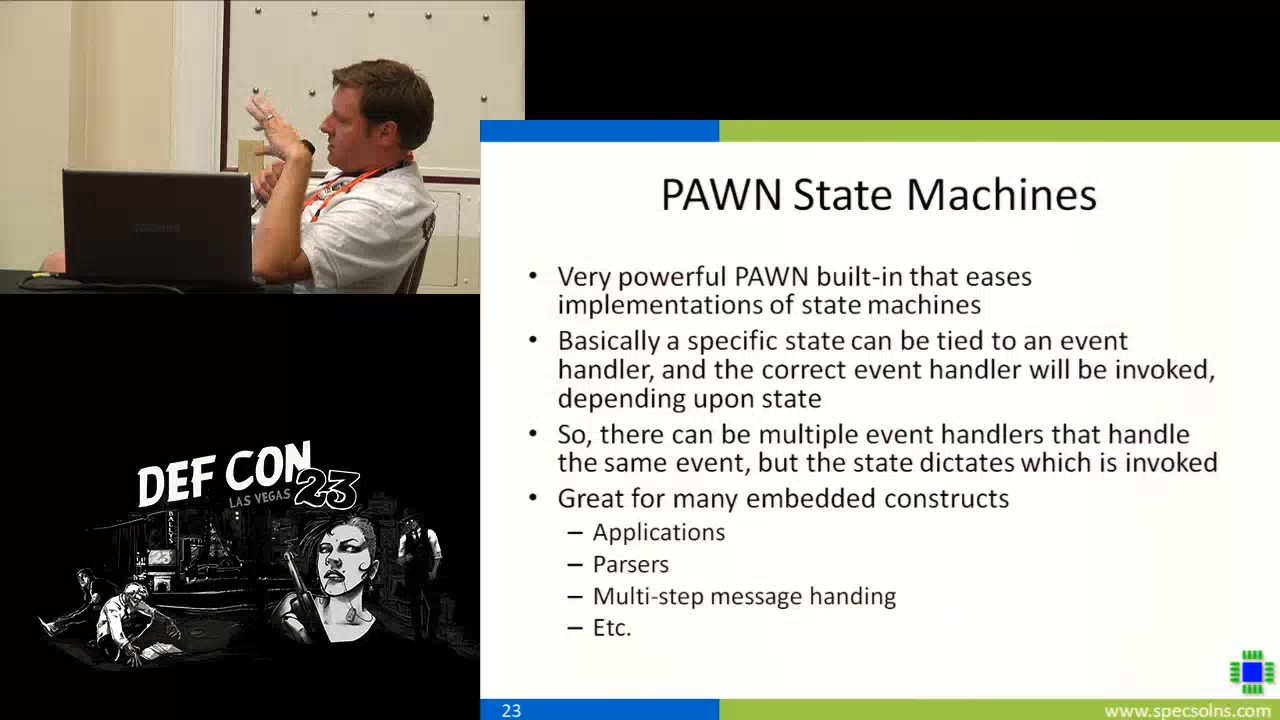 PAWN State Machines
• Very powerful PAWN built-in that eases
implementations of state machines
• Basically a specific state can be tied to an event
handler, and the correct event handler will be invoked,
depending upon state
• So, there can be multiple event handlers that handle
the same event, but the state dictates which is invoked
• Great for many embedded constructs
– Applications
– Parsers
– Multi-step message handing
– Etc.
DEF CON
LAS VEGAS 23
BALLYS
23
23
www.specsolns.com